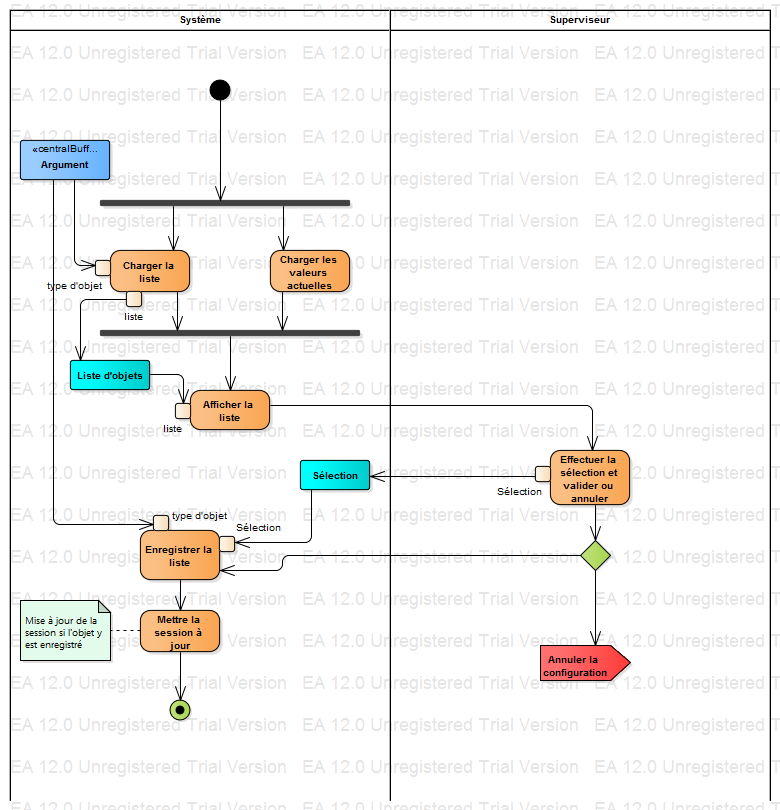 Système
Superviseur
«centralBuff...
Argument
Charger la
liste
Charger les
valeurs
actuelles
type d'objet
liste
Liste d'objets
Afficher la
liste
liste
Effectuer la
sélection et
valider ou
annuler
Sélection
Sélection
type d'objet
Sélection
Enregistrer la
liste
Mise à jour de la
session si l'objet y
est enregistré
Mettre la
session à
jour
Annuler la
configuration
EA 12.0 Unregistered Trial Version